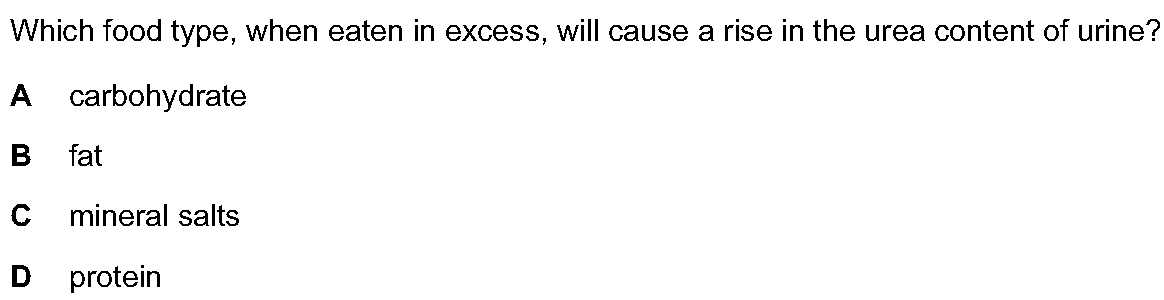 Which food type, when eaten in excess, will cause a rise in the urea content of urine?
A carbohydrate
B fat
C mineral salts
D protein